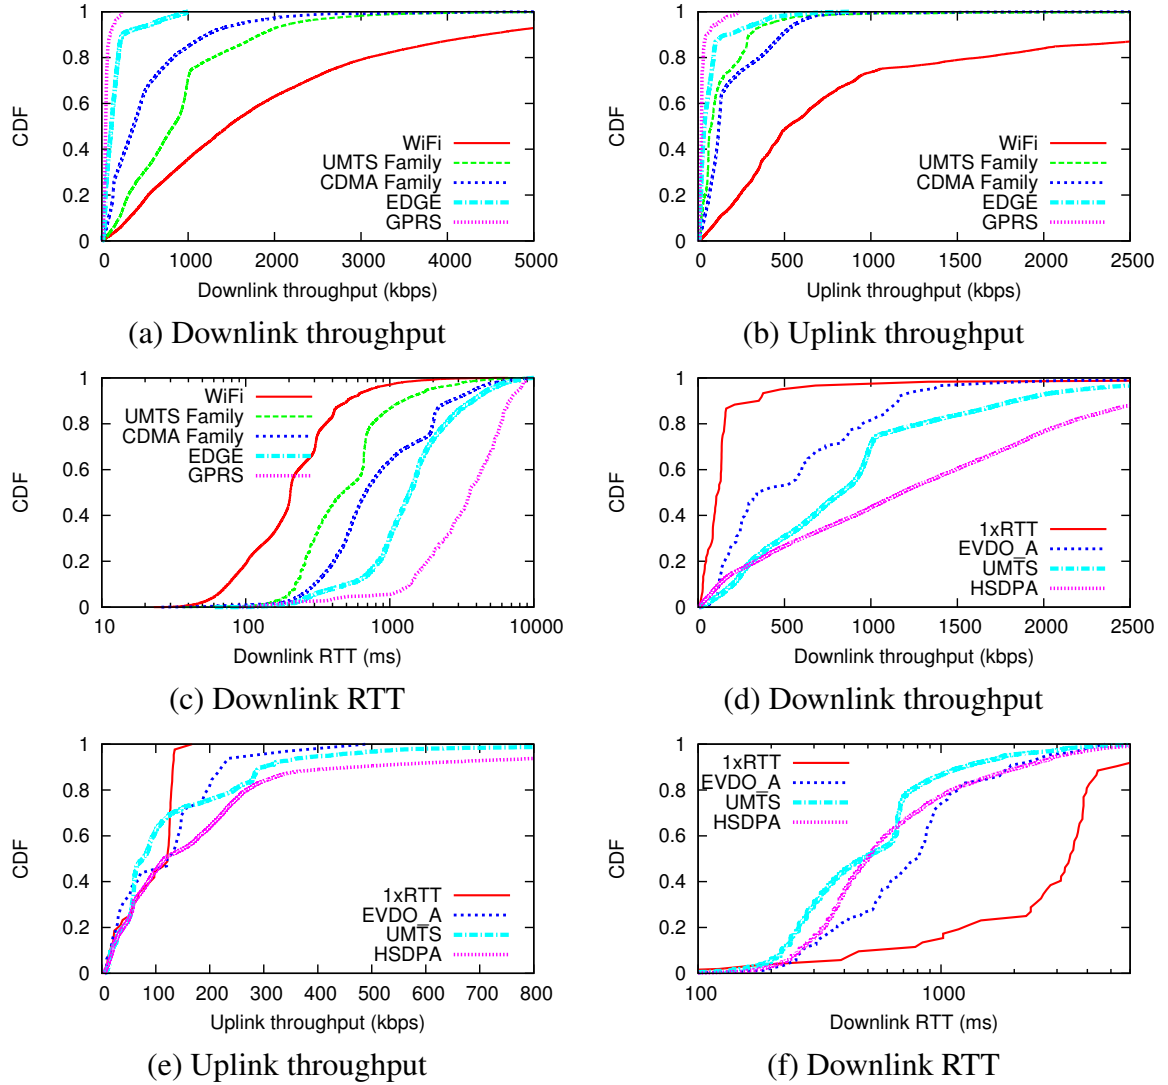 1
0.8
0.6
0.4
0.2
0
CDF
WiFi
UMTS Family
CDMA Family
EDGE
GPRS
0 1000 2000 3000 4000 5000
Downlink throughput (kbps)
(a) Downlink throughput
1
0.8
0.6
0.4
0.2
0
CDF
WiFi
UMTS Family
CDMA Family
EDGE
GPRS
0 500 1000 1500 2000 2500
Uplink throughput (kbps)
(b) Uplink throughput
1
0.8
0.6
0.4
0.2
0
CDF
WiFi
UMTS Family
CDMA Family
EDGE
GPRS
10 100 1000 10000
Downlink RTT (ms)
(c) Downlink RTT
1
0.8
0.6
0.4
0.2
0
CDF
1xRTT
EVDO_A
UMTS
HSDPA
0 500 1000 1500 2000 2500
Downlink throughput (kbps)
(d) Downlink throughput
1
0.8
0.6
0.4
0.2
0
CDF
1xRTT
EVDO_A
UMTS
HSDPA
0 100 200 300 400 500 600 700 800
Uplink throughput (kbps)
(e) Uplink throughput
1
0.8
0.6
0.4
0.2
0
CDF
1xRTT
EVDO_A
UMTS
HSDPA
100 1000
Downlink RTT (ms)
(f) Downlink RTT